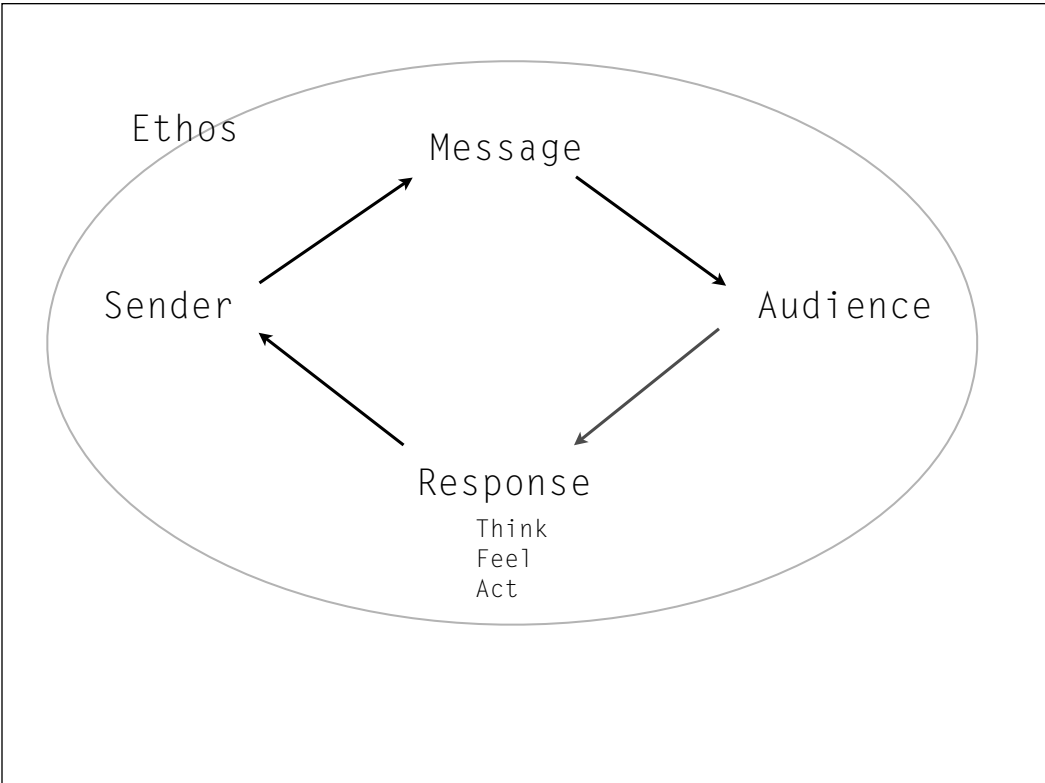 Ethos
Message
Sender
Audience
Response
Think
Feel
Act